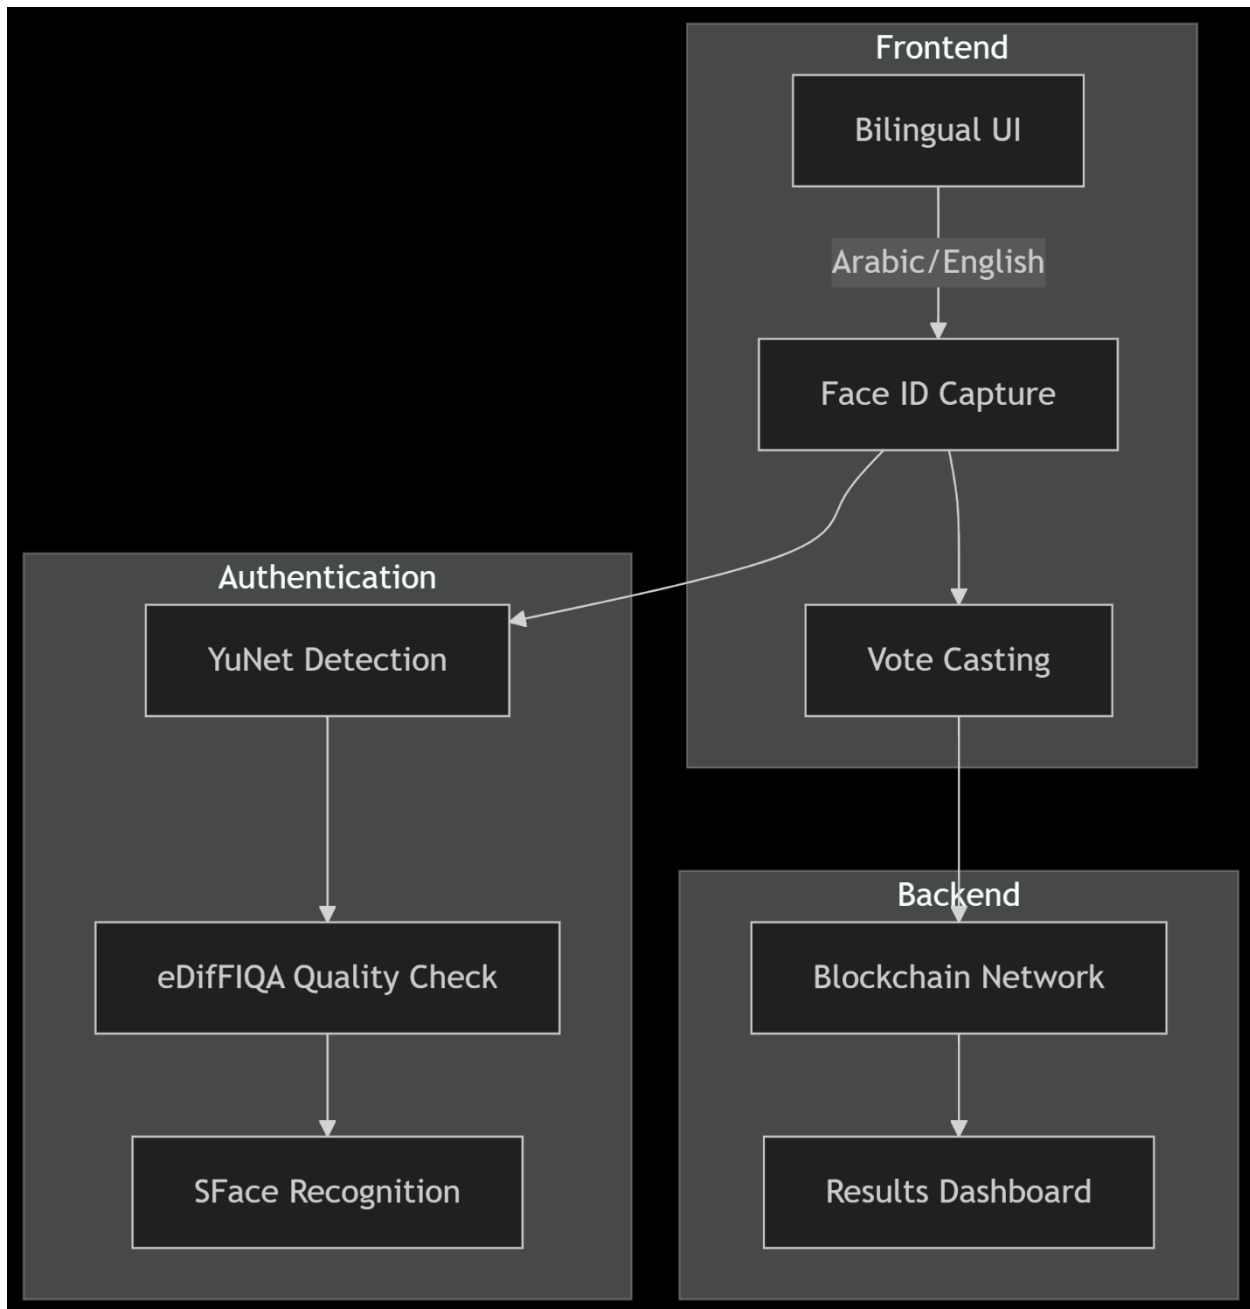 Frontend
Bilingual UI
Arabic/English
Face ID Capture
Authentication
YuNet Detection
Vote Casting
eDifFIQA Quality Check
SFace Recognition
Backend
Blockchain Network
Results Dashboard